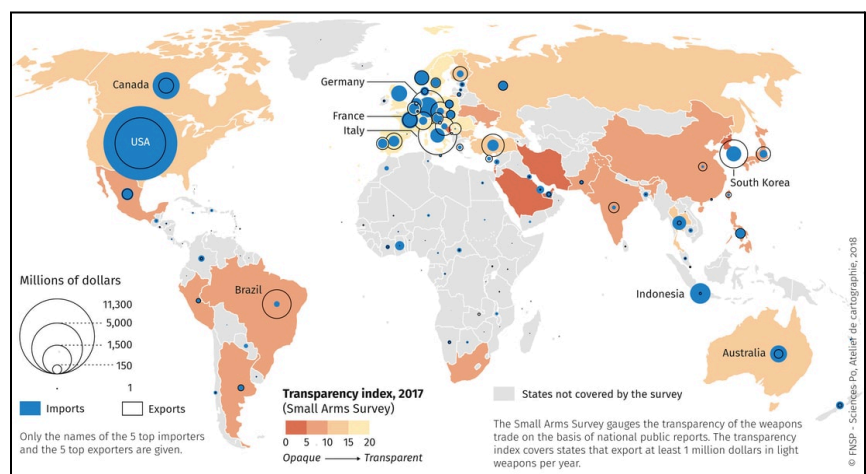 Canada
USA
Germany
France
Italy
South Korea
Brazil
Indonesia
Australia
Millions of dollars
11,300
5,000
1,500
150
1
Imports
Exports
Only the names of the 5 top importers
and the 5 top exporters are given.
Transparency index, 2017
(Small Arms Survey)
0 5 10 15 20
Opaque Transparent
States not covered by the survey
The Small Arms Survey gauges the transparency of the weapons
trade on the basis of national public reports. The transparency
index covers states that export at least 1 million dollars in light
weapons per year.
© FNSP - Sciences Po, Atelier de cartographie, 2018